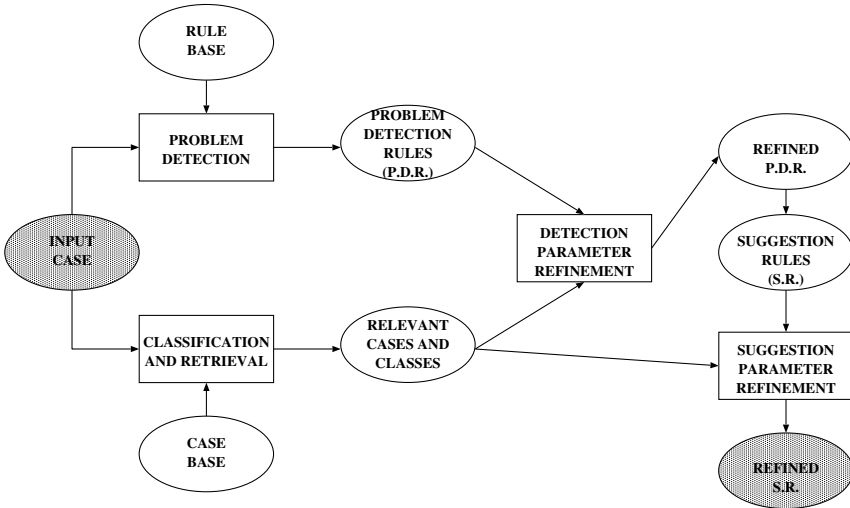 RULE
BASE
PROBLEM
DETECTION
PROBLEM
DETECTION
RULES
(P.D.R.)
REFINED
P.D.R.
INPUT
CASE
DETECTION
PARAMETER
REFINEMENT
SUGGESTION
RULES
(S.R.)
CLASSIFICATION
AND RETRIEVAL
RELEVANT
CASES AND
CLASSES
SUGGESTION
PARAMETER
REFINEMENT
CASE
BASE
REFINED
S.R.